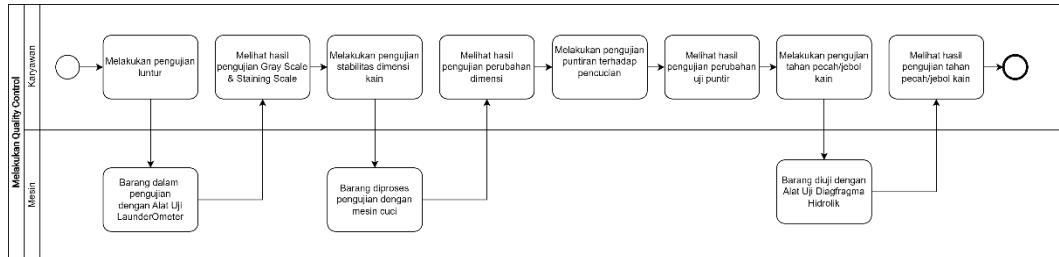 Melakukan Quality Control
Karyawan
Melakukan pengujian
luntur
Melihat hasil
pengujian Gray Scale
& Staining Scale
Melakukan pengujian
stabilitas dimensi
kain
Melihat hasil
pengujian perubahan
dimensi
Melakukan pengujian
puntiran terhadap
pencucian
Melihat hasil
pengujian perubahan
uji puntir
Melakukan pengujian
tahan pecah/jebol
kain
Melihat hasil
pengujian tahan
pecah/jebol kain
Mesin
Barang dalam
pengujian
dengan Alat Uji
LaunderOmeter
Barang diproses
pengujian dengan
mesin cuci
Barang diuji dengan
Alat Uji Diagfragma
Hidrolik